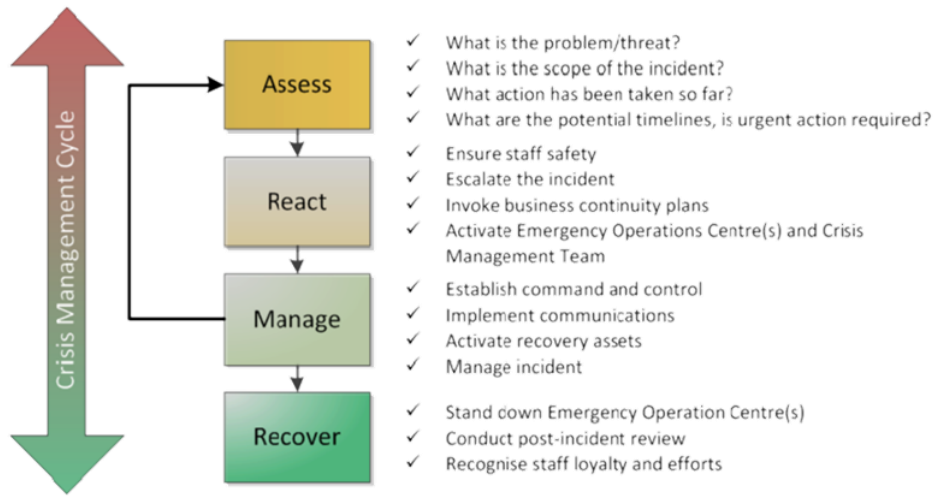 Crisis Management Cycle
Assess
✓ What is the problem/threat?
✓ What is the scope of the incident?
✓ What action has been taken so far?
✓ What are the potential timelines, is urgent action required?
React
✓ Ensure staff safety
✓ Escalate the incident
✓ Invoke business continuity plans
✓ Activate Emergency Operations Centre(s) and Crisis
Management Team
Manage
✓ Establish command and control
✓ Implement communications
✓ Activate recovery assets
✓ Manage incident
Recover
✓ Stand down Emergency Operation Centre(s)
✓ Conduct post-incident review
✓ Recognise staff loyalty and efforts